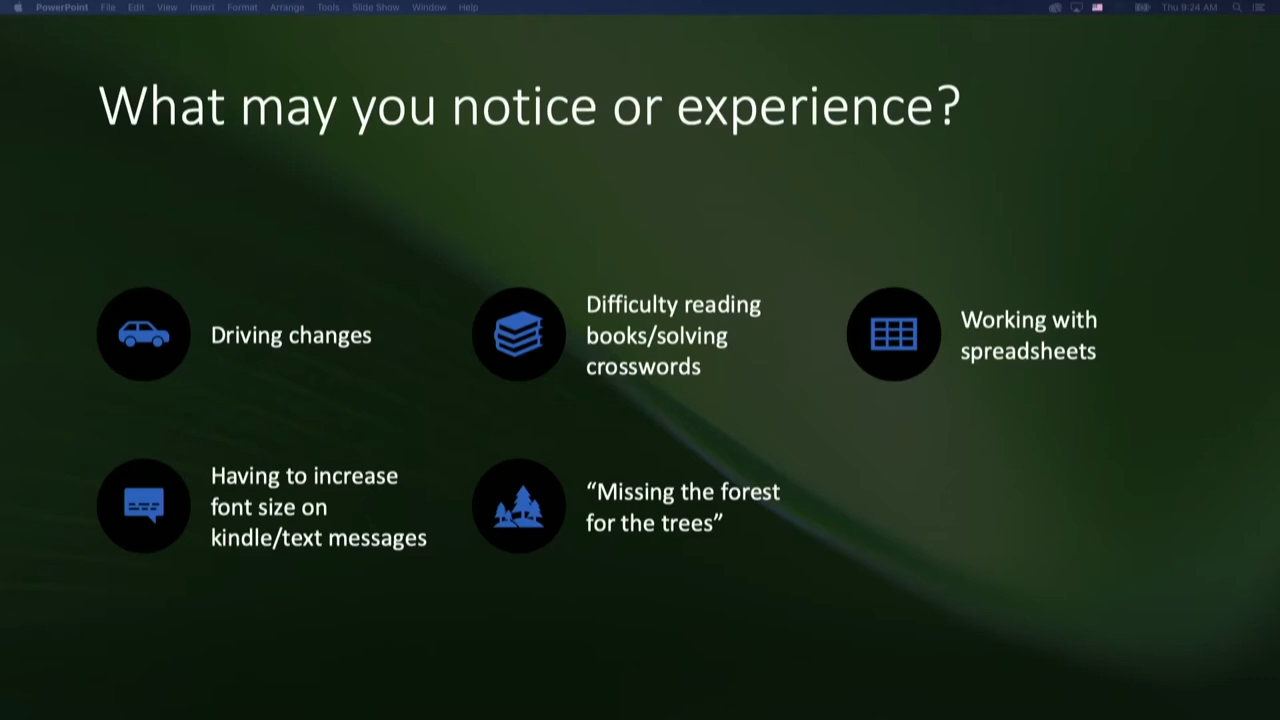 PowerPoint File Edit View Insert Format Arrange Tools Slide Show Window Help Thu 9:24 AM
What may you notice or experience?
Driving changes
Difficulty reading
books/solving
crosswords
Working with
spreadsheets
Having to increase
font size on
kindle/text messages
“Missing the forest
for the trees”